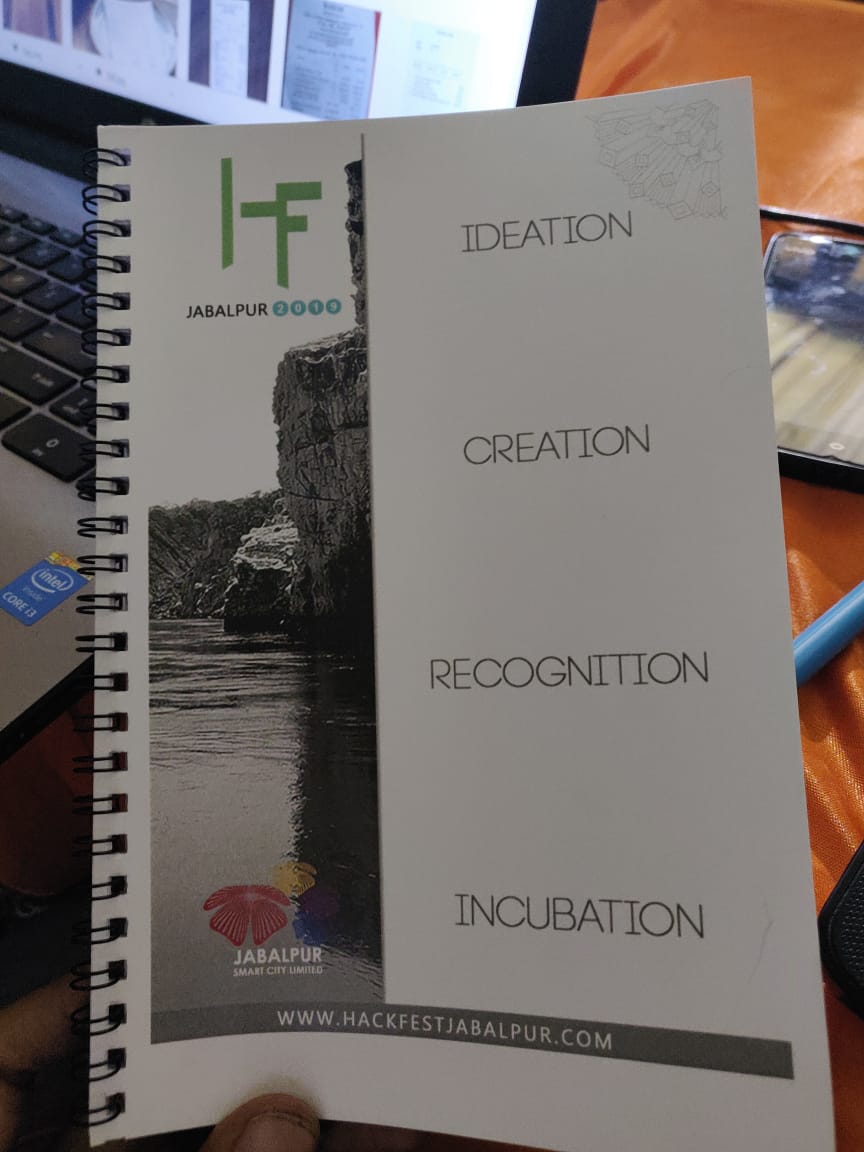 HF
JABALPUR 2019
IDEATION
CREATION
RECOGNITION
INCUBATION
JABALPUR
SMART CITY LIMITED
WWW.HACKFESTJABALPUR.COM
intel
inside
CORE i3